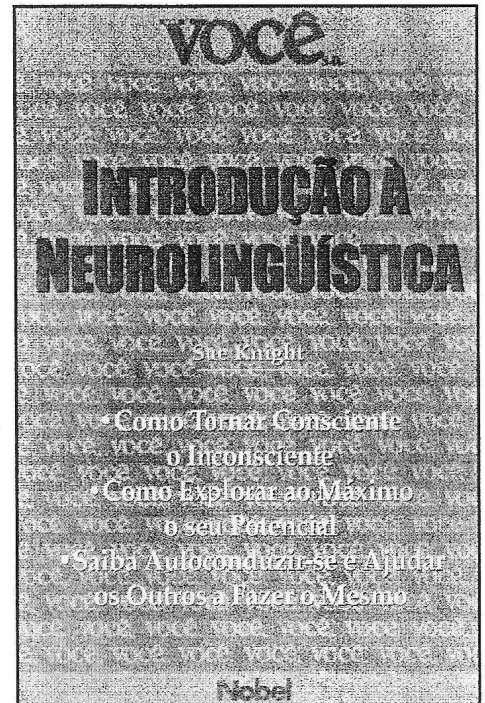 VOCÊ s.a.
INTRODUÇÃO À
NEUROLINGÜÍSTICA
Sue Knight
• Como Tornar Consciente
o Inconsciente
• Como Explorar ao Máximo
o seu Potencial
• Saiba Autoconduzir-se e Ajudar
os Outros a Fazer o Mesmo
Nobel